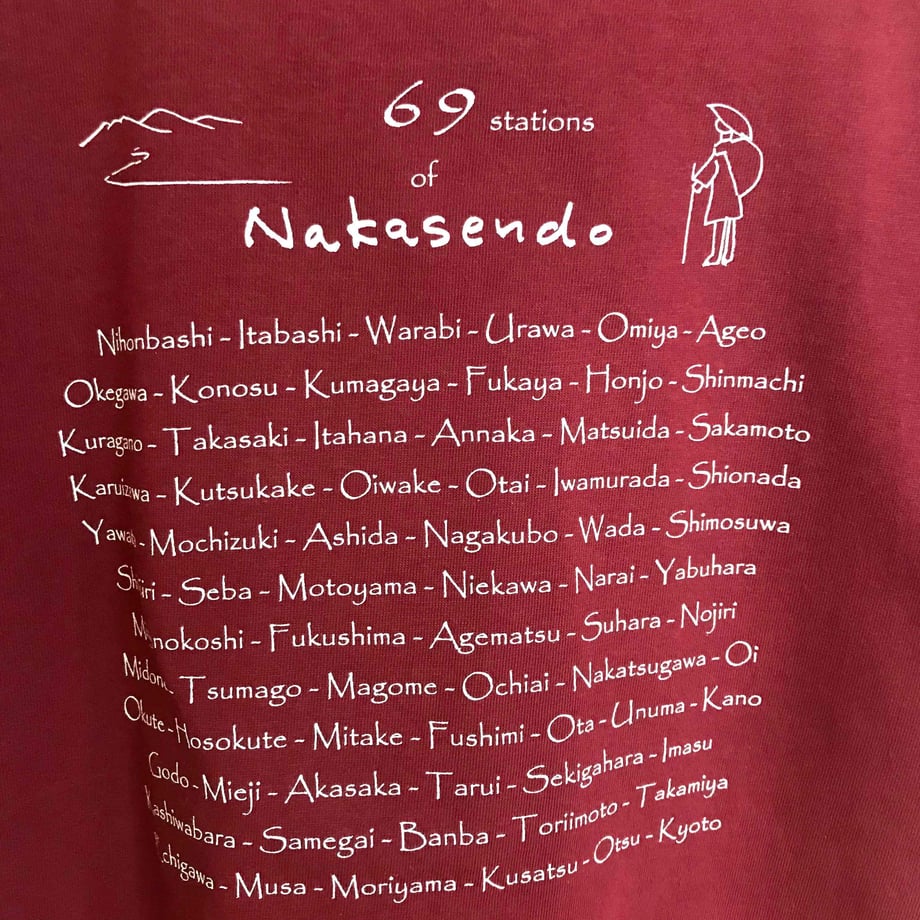 69 stations
of
Nakasendo
Nihonbashi - Itabashi - Warabi - Urawa - Omiya - Ageo
Okegawa - Konosu - Kumagaya - Fukaya - Honjo - Shinmachi
Kuragano - Takasaki - Itahana - Annaka - Matsuida - Sakamoto
Karuizawa - Kutsukake - Oiwake - Otai - Iwamurada - Shionada
- Mochizuki - Ashida - Nagakubo - Wada - Shimosuwa
- Seba - Motoyama - Niekawa - Narai - Yabuhara
- Fukushima - Agematsu - Suhara - Nojiri
Tsumago - Magome - Ochiai - Nakatsugawa - Oi
Okute - Hosokute - Mitake - Fushimi - Ota - Unuma - Kano
Godo - Mieji - Akasaka - Tarui - Sekigahara - Imasu
Kashiwabara - Samegai - Banba - Toriimoto - Takamiya
- Musa - Moriyama - Kusatsu - Otsu - Kyoto